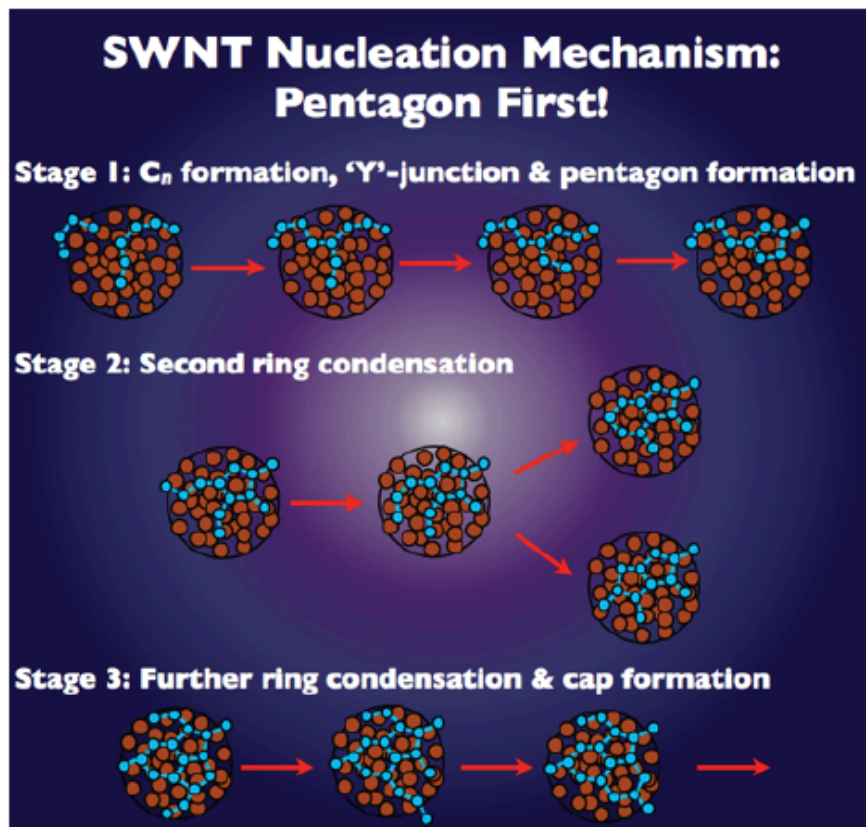 SWNT Nucleation Mechanism:
Pentagon First!
Stage 1: Cn formation, ‘Y’-junction & pentagon formation
Stage 2: Second ring condensation
Stage 3: Further ring condensation & cap formation